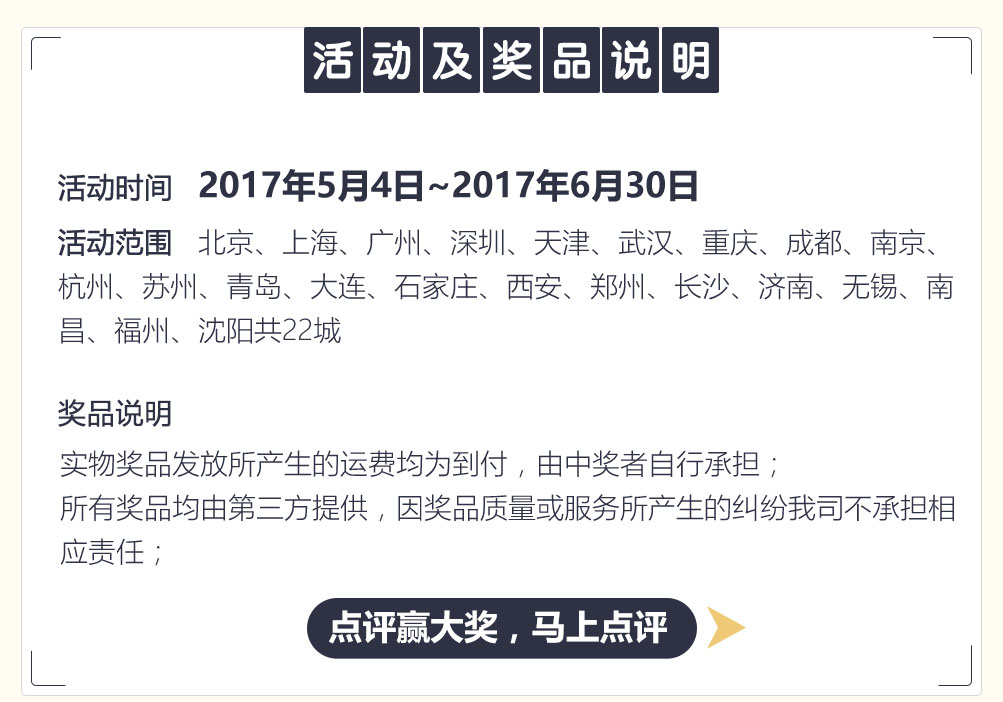 活动及奖品说明
活动时间 2017年5月4日~2017年6月30日
活动范围 北京、上海、广州、深圳、天津、武汉、重庆、成都、南京、
杭州、苏州、青岛、大连、石家庄、西安、郑州、长沙、济南、无锡、南
昌、福州、沈阳共22城
奖品说明
实物奖品发放所产生的运费均为到付，由中奖者自行承担；
所有奖品均由第三方提供，因奖品质量或服务所产生的纠纷我司不承担相
应责任；
点评赢大奖，马上点评